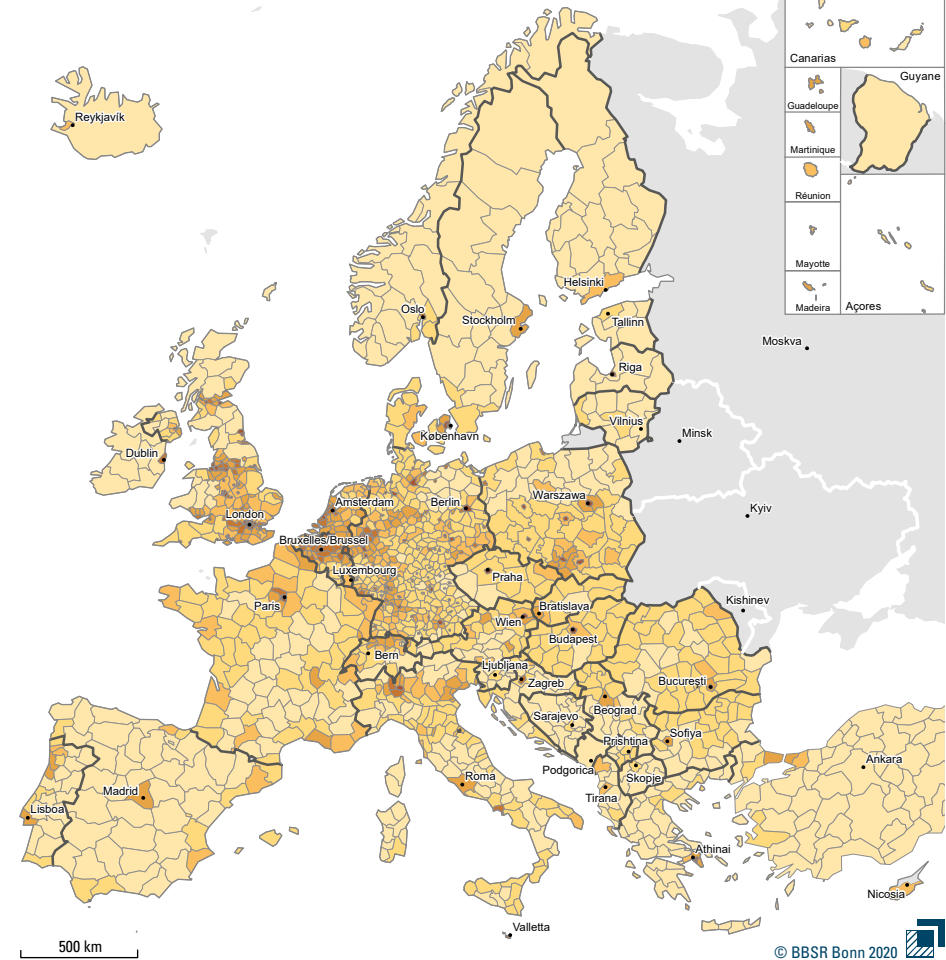 Canarias
Guyane
Guadeloupe
Martinique
Réunion
Mayotte
Madeira
Açores
Reykjavík
Helsinki
Oslo
Stockholm
Tallinn
Moskva
Riga
Vilnius
Minsk
København
Dublin
Warszawa
Amsterdam
Berlin
London
Kyiv
Bruxelles/Brussel
Luxembourg
Praha
Kishinev
Paris
Bratislava
Wien
Budapest
Bern
Ljubljana
Zagreb
Bucureşti
Beograd
Sarajevo
Sofiya
Prishtina
Ankara
Podgorica
Skopje
Roma
Madrid
Tirana
Lisboa
Athinai
Nicosia
Valletta
500 km
© BBSR Bonn 2020